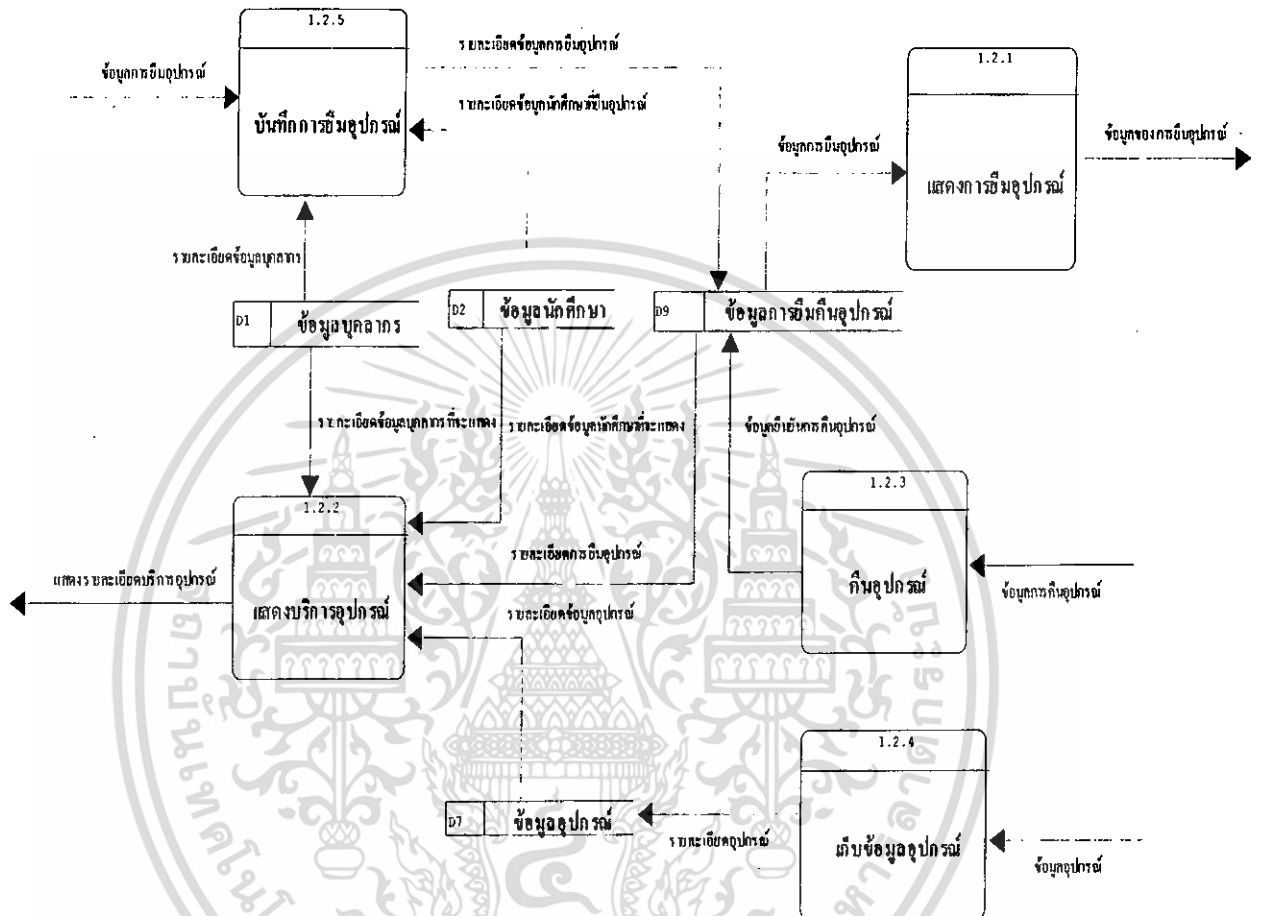 1.2.5
บันทึกการยืมอุปกรณ์
ข้อมูลการยืมอุปกรณ์
รายละเอียดข้อมูลการยืมอุปกรณ์
รายละเอียดข้อมูลนักศึกษาที่ยืมอุปกรณ์
1.2.1
แสดงการยืมอุปกรณ์
ข้อมูลการยืมอุปกรณ์
ข้อมูลของการยืมอุปกรณ์
รายละเอียดข้อมูลบุคลากร
D1 ข้อมูลบุคลากร
D2 ข้อมูลนักศึกษา
D9 ข้อมูลการยืมคืนอุปกรณ์
รายละเอียดข้อมูลบุคลากรที่จะแสดง
รายละเอียดข้อมูลนักศึกษาที่จะแสดง
ข้อมูลยืนยันการคืนอุปกรณ์
1.2.2
แสดงบริการอุปกรณ์
แสดงรายละเอียดบริการอุปกรณ์
รายละเอียดการยืมอุปกรณ์
รายละเอียดข้อมูลอุปกรณ์
1.2.3
คืนอุปกรณ์
ข้อมูลการคืนอุปกรณ์
D7 ข้อมูลอุปกรณ์
รายละเอียดอุปกรณ์
1.2.4
เก็บข้อมูลอุปกรณ์
ข้อมูลอุปกรณ์